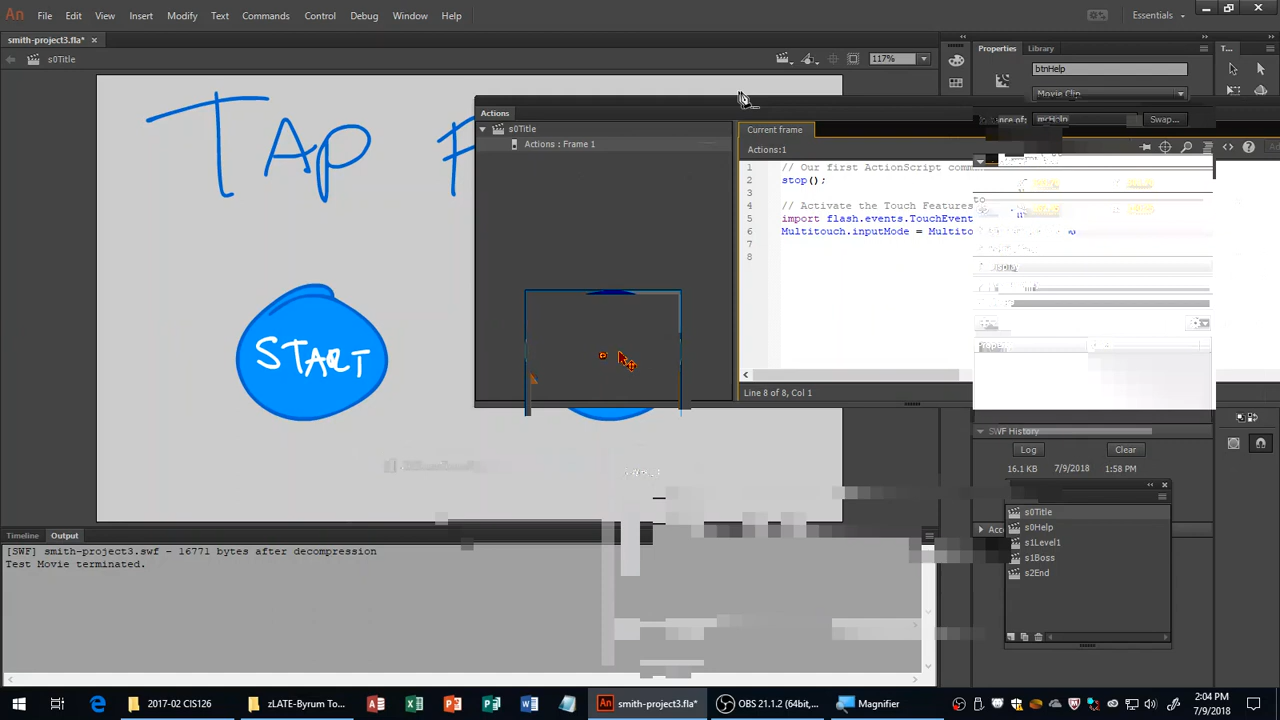 An File Edit View Insert Modify Text Commands Control Debug Window Help Essentials
smith-project3.fla* ×
s0Title 117%
Properties Library
btnHelp
Movie Clip
mcHelp Swap...
TAP
START
Actions
s0Title
Actions : Frame 1
Current frame
Actions:1
1 // Our first ActionScript comm
2 stop();
3
4 // Activate the Touch Features
5 import flash.events.TouchEvent
6 Multitouch.inputMode = Multito
7
8
Line 8 of 8, Col 1
SWF History
Log Clear
16.1 KB 7/9/2018 1:58 PM
s0Title
s0Help
s1Level1
s1Boss
s2End
Timeline Output
[SWF] smith-project3.swf - 16771 bytes after decompression
Test Movie terminated.
2017-02 CIS126 zLATE-Byrum To... smith-project3.fla* OBS 21.1.2 (64bit,... Magnifier
2:04 PM
7/9/2018